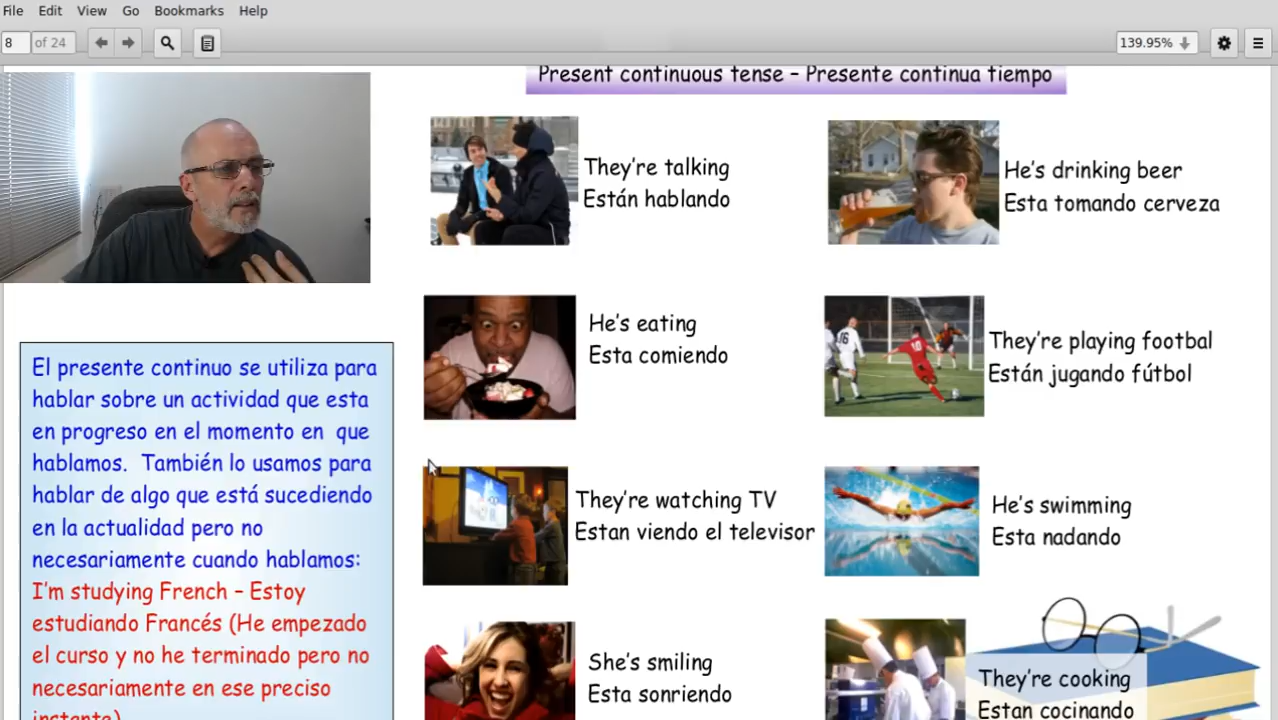 File Edit View Go Bookmarks Help
8 of 24
139.95%
Present continuous tense – Presente continua tiempo
They're talking
Están hablando
He's drinking beer
Esta tomando cerveza
He's eating
Esta comiendo
They're playing footbal
Están jugando fútbol
They're watching TV
Estan viendo el televisor
He's swimming
Esta nadando
She's smiling
Esta sonriendo
They're cooking
Estan cocinando
El presente continuo se utiliza para
hablar sobre un actividad que esta
en progreso en el momento en que
hablamos. También lo usamos para
hablar de algo que está sucediendo
en la actualidad pero no
necesariamente cuando hablamos:
I'm studying French – Estoy
estudiando Francés (He empezado
el curso y no he terminado pero no
necesariamente en ese preciso
instante)
16
10